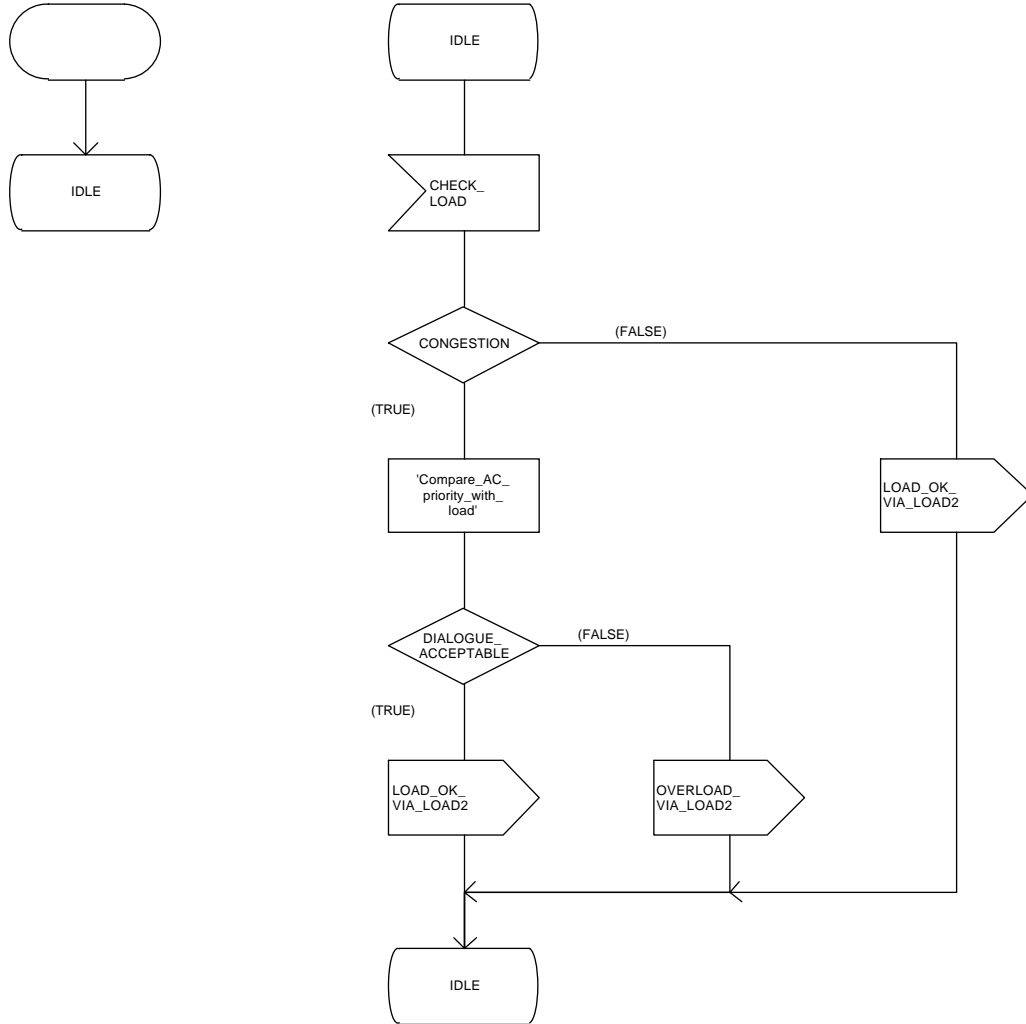 IDLE
IDLE
CHECK_
LOAD
CONGESTION
(FALSE)
(TRUE)
'Compare_AC_
priority_with_
load'
LOAD_OK_
VIA_LOAD2
DIALOGUE_
ACCEPTABLE
(FALSE)
(TRUE)
LOAD_OK_
VIA_LOAD2
OVERLOAD_
VIA_LOAD2
IDLE